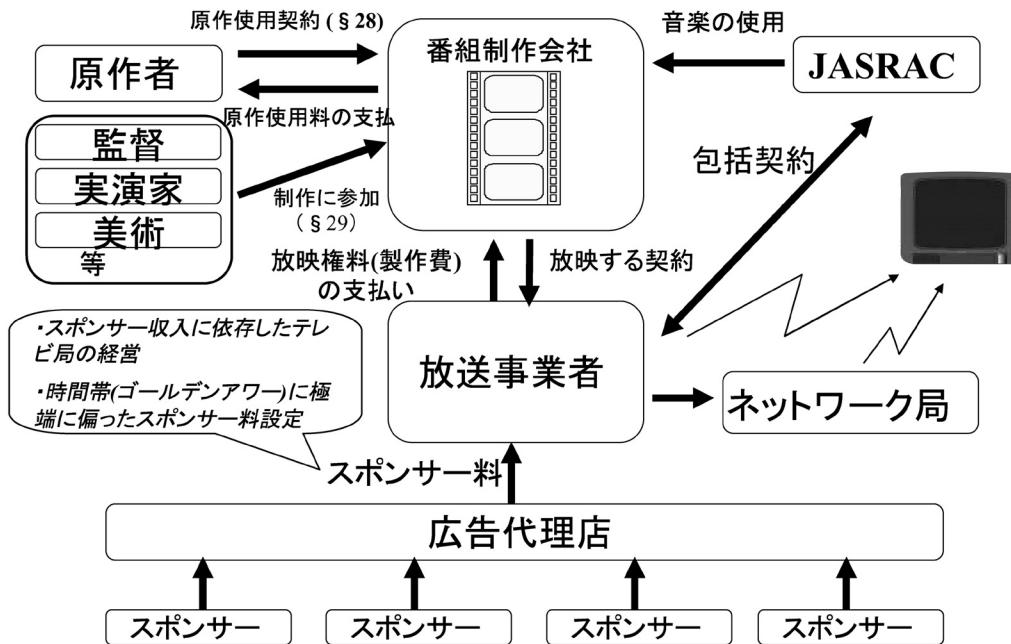 原作使用契約(§28)
番組制作会社
音楽の使用
原作者
JASRAC
原作使用料の支払
監督
実演家
美術
等
制作に参加
(§29)
包括契約
放映権料(製作費)
の支払い
放映する契約
・スポンサー収入に依存したテレ
ビ局の経営
・時間帯(ゴールデンアワー)に極
端に偏ったスポンサー料設定
放送事業者
ネットワーク局
スポンサー料
広告代理店
スポンサー
スポンサー
スポンサー
スポンサー